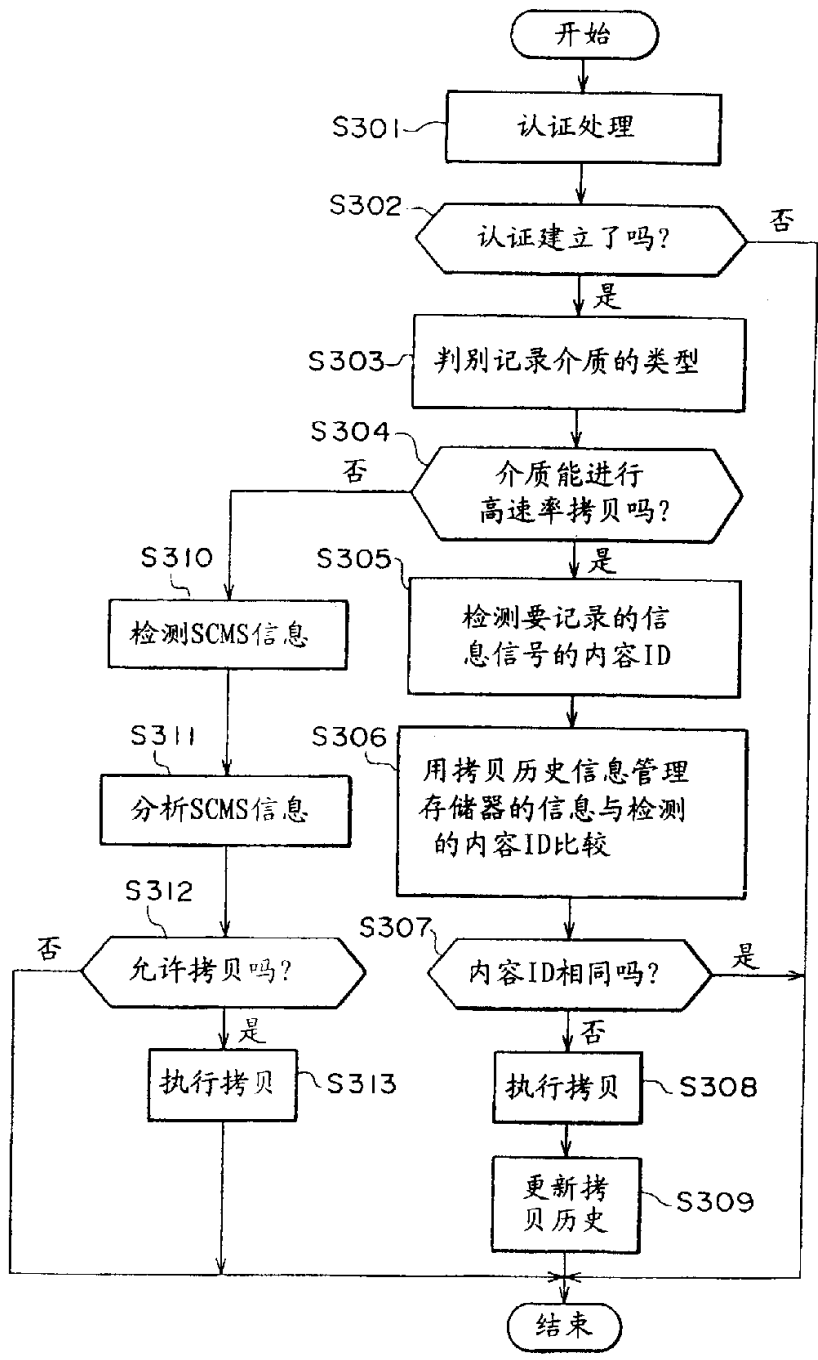 开始
S301
认证处理
S302
认证建立了吗?
否
是
S303
判别记录介质的类型
S304
否
介质能进行
高速率拷贝吗?
是
S310
检测SCMS信息
S305
检测要记录的信
息信号的内容ID
S311
分析SCMS信息
S306
用拷贝历史信息管理
存储器的信息与检测
的内容ID比较
S312
否
允许拷贝吗?
是
S307
内容ID相同吗?
是
否
执行拷贝
S313
执行拷贝
S308
更新拷
贝历史
S309
结束